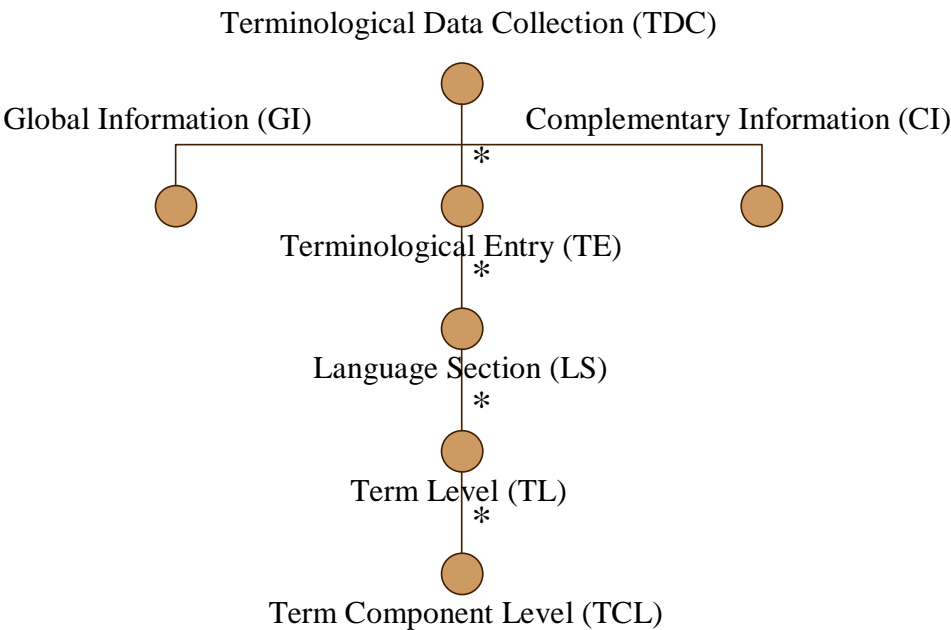 Terminological Data Collection (TDC)
Global Information (GI)
Complementary Information (CI)
*
Terminological Entry (TE)
*
Language Section (LS)
*
Term Level (TL)
*
Term Component Level (TCL)